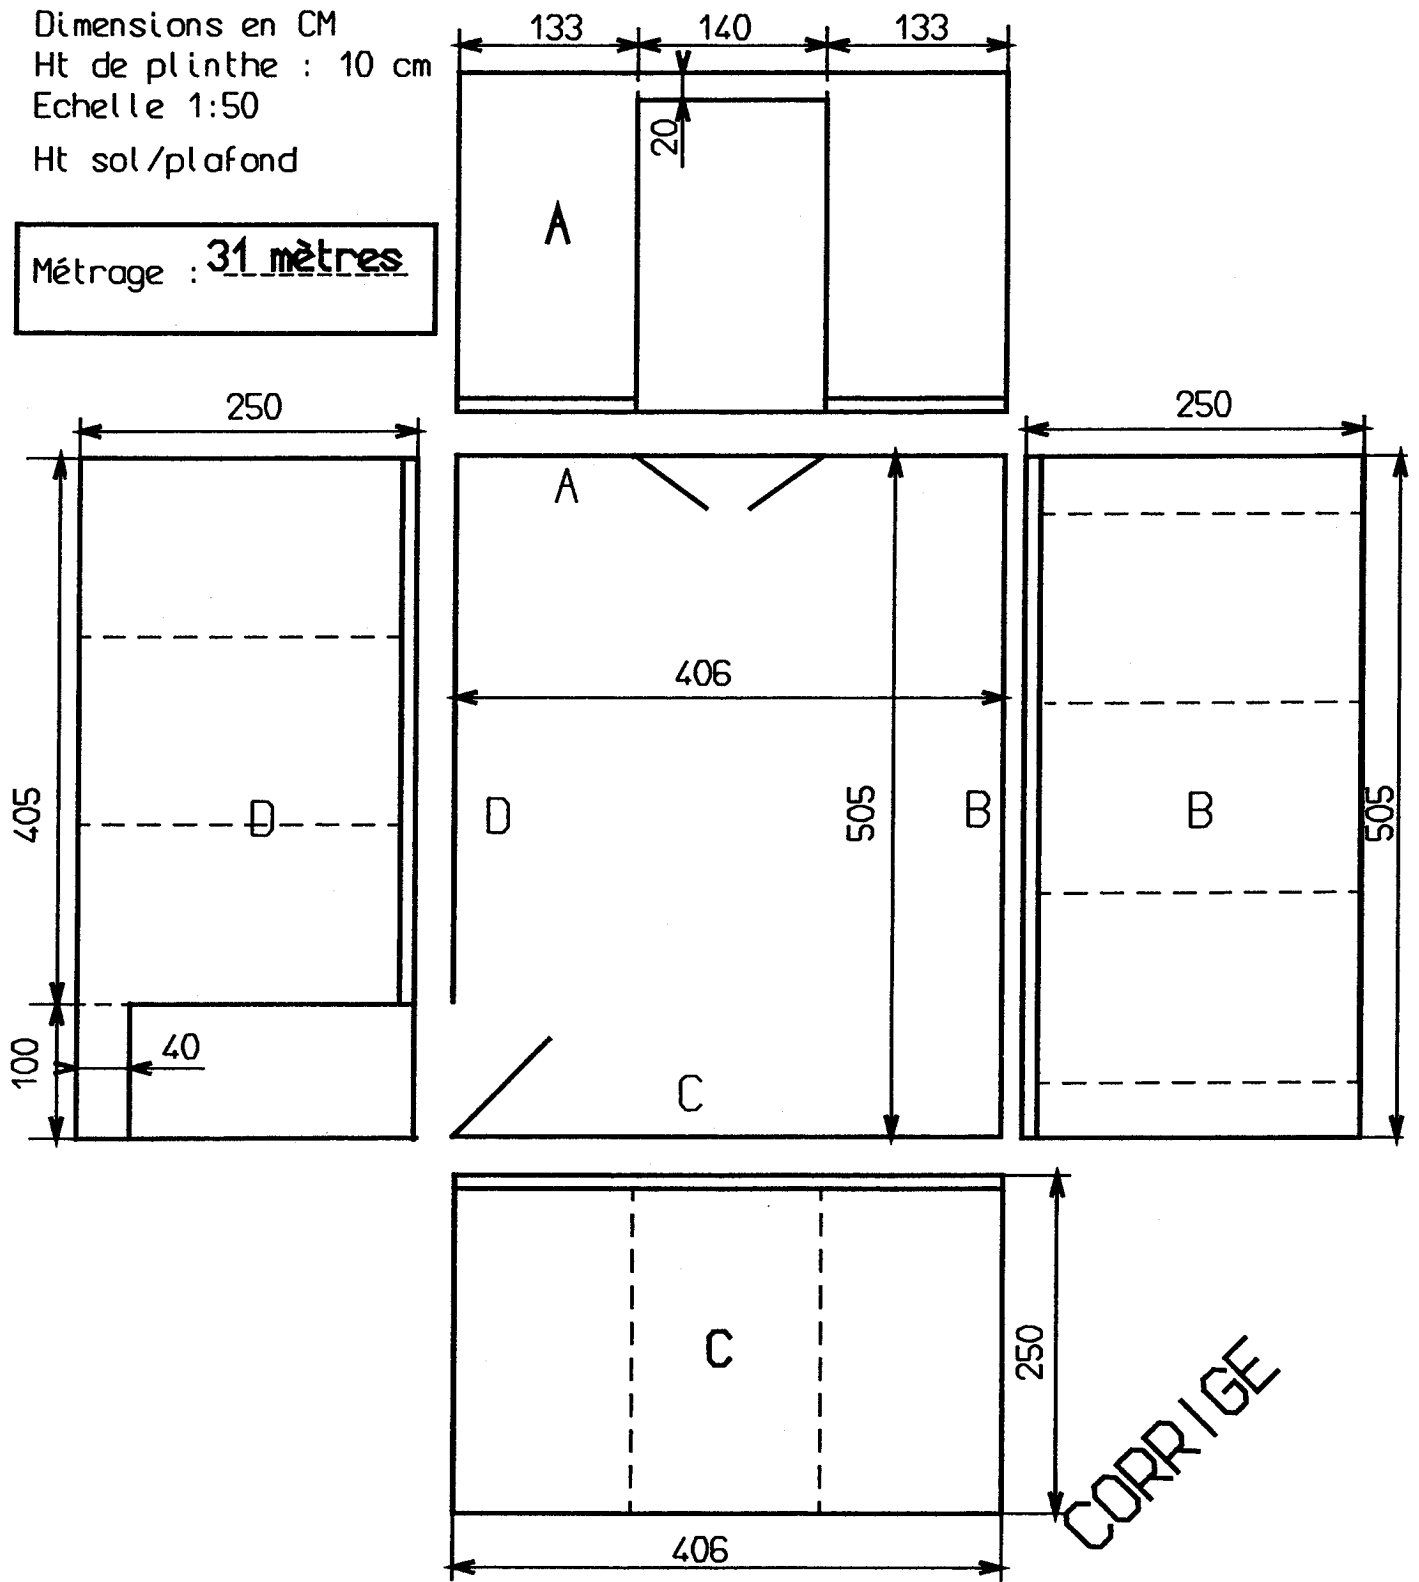 Dimensions en CM
Ht de plinthe : 10 cm
Echelle 1:50
Ht sol/plafond
Métrage : 31 mètres
133 140 133
20
A
250
250
A
406
405
D
D
505
B
B
505
100
40
C
C
250
406
CORRIGE